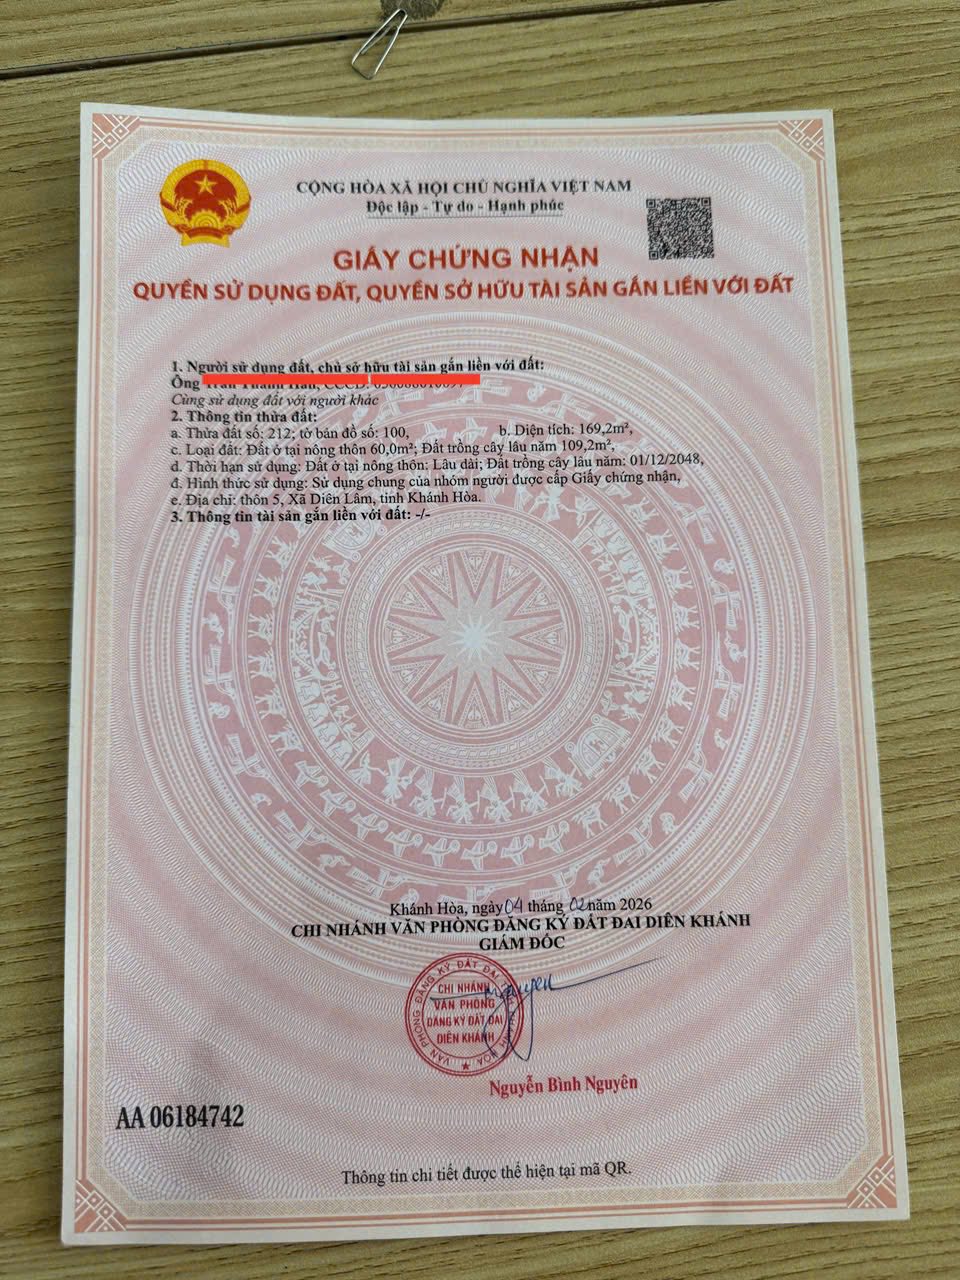 CỘNG HÒA XÃ HỘI CHỦ NGHĨA VIỆT NAM
Độc lập - Tự do - Hạnh phúc
GIẤY CHỨNG NHẬN
QUYỀN SỬ DỤNG ĐẤT, QUYỀN SỞ HỮU TÀI SẢN GẮN LIỀN VỚI ĐẤT
1. Người sử dụng đất, chủ sở hữu tài sản gắn liền với đất:
Ông
Cùng sử dụng đất với người khác
2. Thông tin thửa đất:
a. Thửa đất số: 212; tờ bản đồ số: 100, b. Diện tích: 169,2m²,
c. Loại đất: Đất ở tại nông thôn 60,0m²; Đất trồng cây lâu năm 109,2m²,
d. Thời hạn sử dụng: Đất ở tại nông thôn: Lâu dài; Đất trồng cây lâu năm: 01/12/2048,
đ. Hình thức sử dụng: Sử dụng chung của nhóm người được cấp Giấy chứng nhận,
e. Địa chỉ: thôn 5, Xã Diên Lâm, tỉnh Khánh Hòa.
3. Thông tin tài sản gắn liền với đất: -/-
Khánh Hòa, ngày 04 tháng 02 năm 2026
CHI NHÁNH VĂN PHÒNG ĐĂNG KÝ ĐẤT ĐAI DIÊN KHÁNH
GIÁM ĐỐC
VĂN PHÒNG ĐĂNG KÝ ĐẤT ĐAI TỈNH KHÁNH HÒA
CHI NHÁNH
VĂN PHÒNG
ĐĂNG KÝ ĐẤT ĐAI
DIÊN KHÁNH
Nguyễn Bình Nguyên
AA 06184742
Thông tin chi tiết được thể hiện tại mã QR.